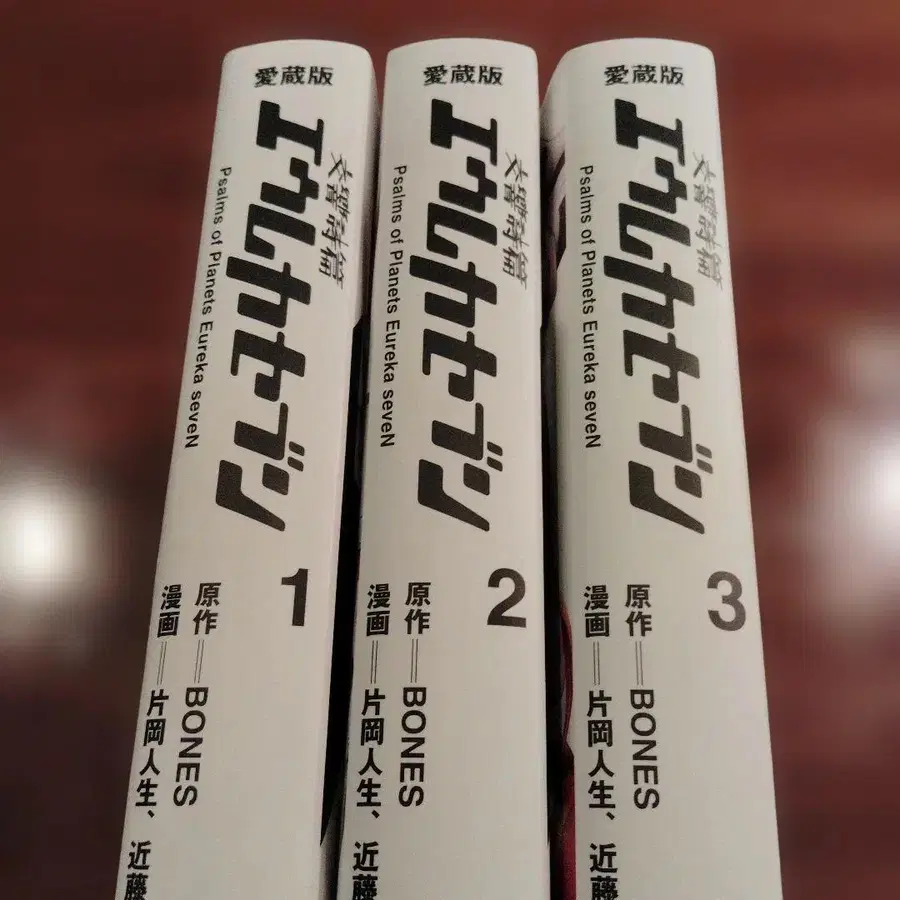 愛蔵版
交響詩篇
エウレカセブン
Psalms of Planets Eureka seveN
1
原作=BONES
漫画=片岡人生、近藤
愛蔵版
交響詩篇
エウレカセブン
Psalms of Planets Eureka seveN
2
原作=BONES
漫画=片岡人生、近藤
愛蔵版
交響詩篇
エウレカセブン
Psalms of Planets Eureka seveN
3
原作=BONES
漫画=片岡人生、近藤